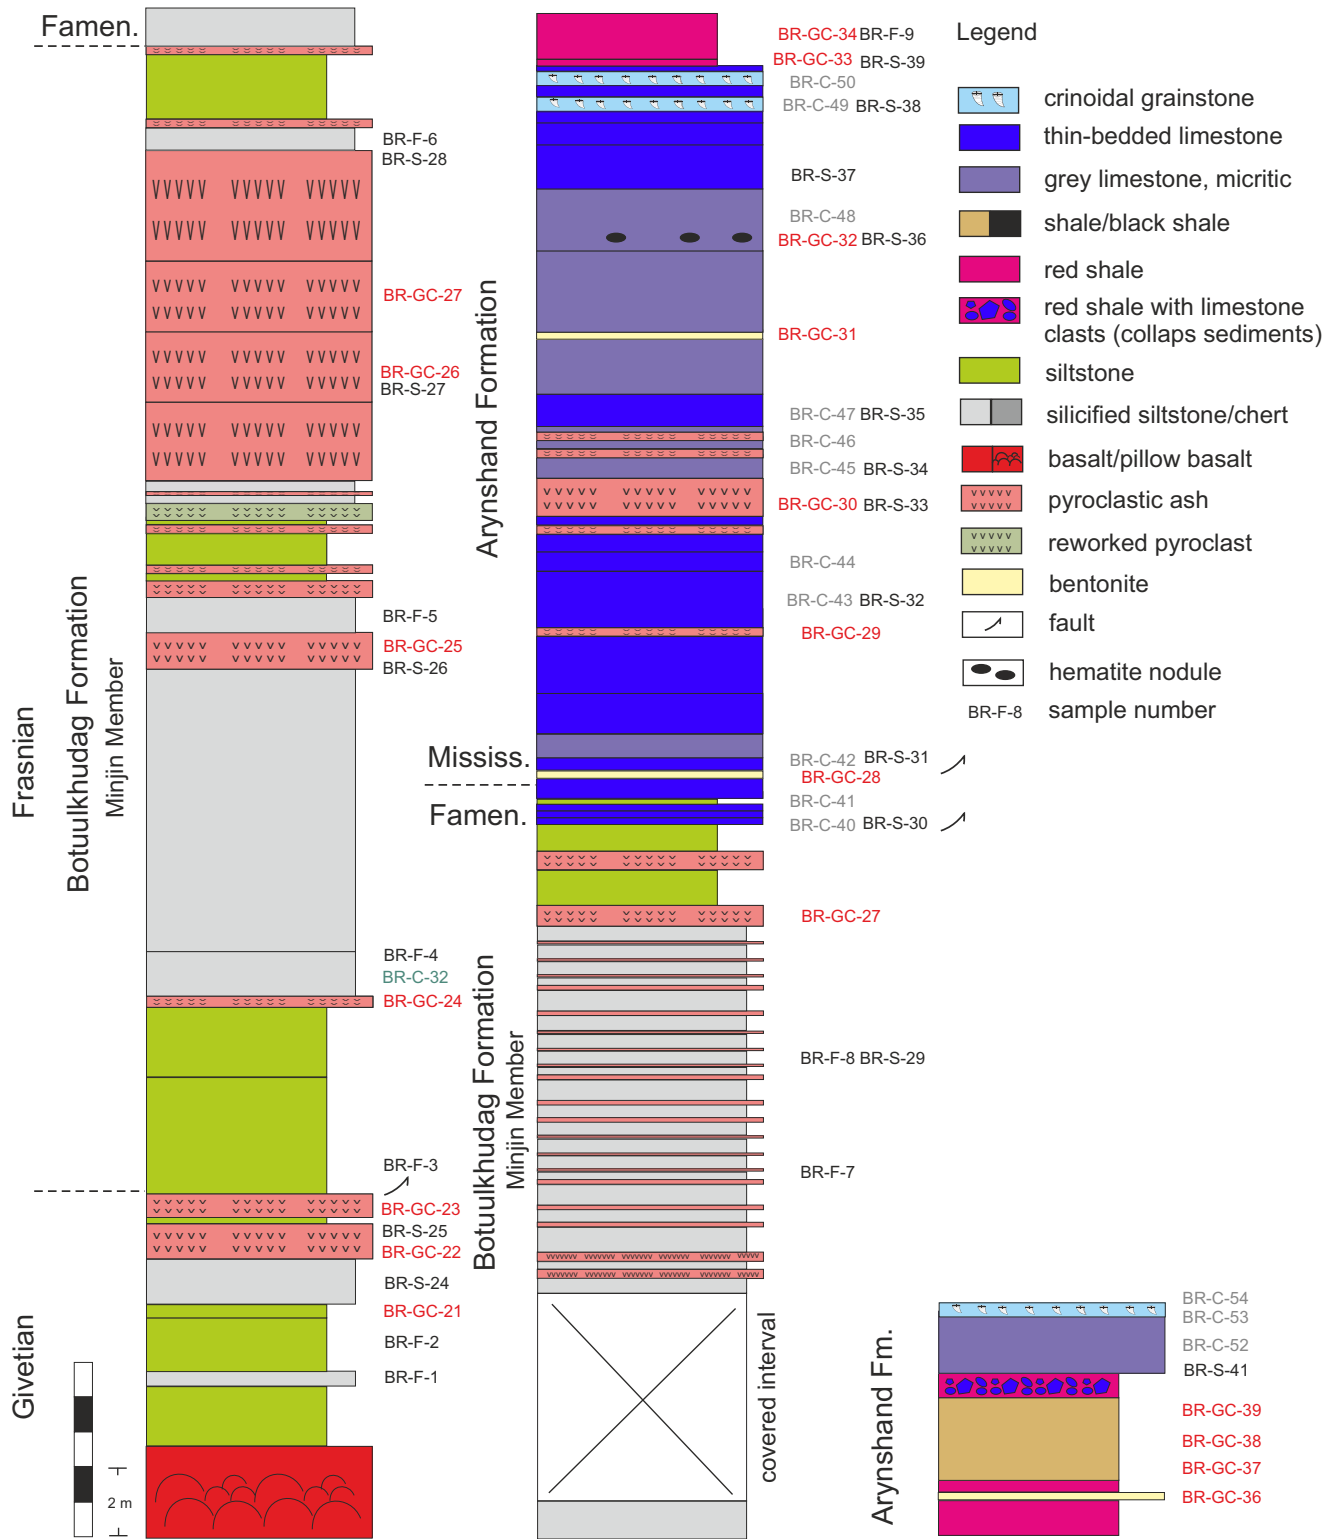 Famen.
BR-F-6
BR-S-28
BR-GC-27
BR-GC-26
BR-S-27
BR-F-5
BR-GC-25
BR-S-26
BR-F-4
BR-C-32
BR-GC-24
BR-F-3
BR-GC-23
BR-S-25
BR-GC-22
BR-S-24
BR-GC-21
BR-F-2
BR-F-1
Frasnian
Botuulkhudag Formation
Minjin Member
Givetian
2 m
BR-GC-34 BR-F-9
BR-GC-33 BR-S-39
BR-C-50
BR-C-49 BR-S-38
BR-S-37
BR-C-48
BR-GC-32 BR-S-36
BR-GC-31
BR-C-47 BR-S-35
BR-C-46
BR-C-45 BR-S-34
BR-GC-30 BR-S-33
BR-C-44
BR-C-43 BR-S-32
BR-GC-29
BR-C-42 BR-S-31
BR-GC-28
BR-C-41
BR-C-40 BR-S-30
BR-GC-27
BR-F-8 BR-S-29
BR-F-7
Arynshand Formation
Mississ.
Famen.
Botuulkhudag Formation
Minjin Member
covered interval
Legend
crinoidal grainstone
thin-bedded limestone
grey limestone, micritic
shale/black shale
red shale
red shale with limestone
clasts (collaps sediments)
siltstone
silicified siltstone/chert
basalt/pillow basalt
pyroclastic ash
reworked pyroclast
bentonite
fault
hematite nodule
BR-F-8 sample number
Arynshand Fm.
BR-C-54
BR-C-53
BR-C-52
BR-S-41
BR-GC-39
BR-GC-38
BR-GC-37
BR-GC-36